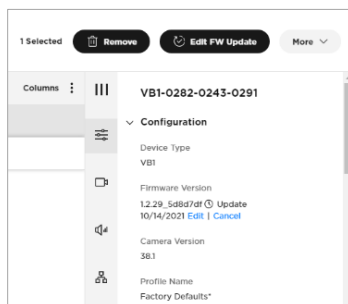 1 Selected
Remove
Edit FW Update
More
Columns
VB1-0282-0243-0291
Configuration
Device Type
VB1
Firmware Version
1.2.29_5d8d7df Update
10/14/2021 Edit | Cancel
Camera Version
38.1
Profile Name
Factory Defaults*